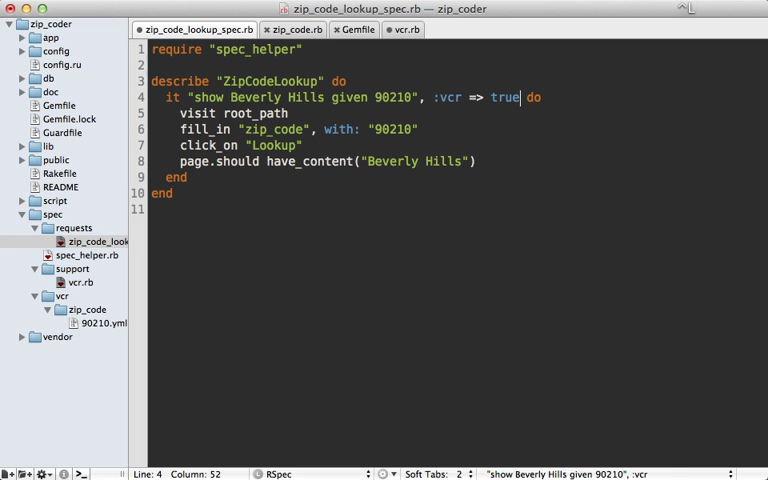 zip_code_lookup_spec.rb — zip_coder
^L
zip_coder
app
config
config.ru
db
doc
Gemfile
Gemfile.lock
Guardfile
lib
public
Rakefile
README
script
spec
requests
zip_code_look
spec_helper.rb
support
vcr.rb
vcr
zip_code
90210.yml
vendor
zip_code_lookup_spec.rb
zip_code.rb
Gemfile
vcr.rb
1 require "spec_helper"
2
3 describe "ZipCodeLookup" do
4 it "show Beverly Hills given 90210", :vcr => true do
5 visit root_path
6 fill_in "zip_code", with: "90210"
7 click_on "Lookup"
8 page.should have_content("Beverly Hills")
9 end
10 end
11
Line: 4 Column: 52 RSpec Soft Tabs: 2 "show Beverly Hills given 90210", :vcr